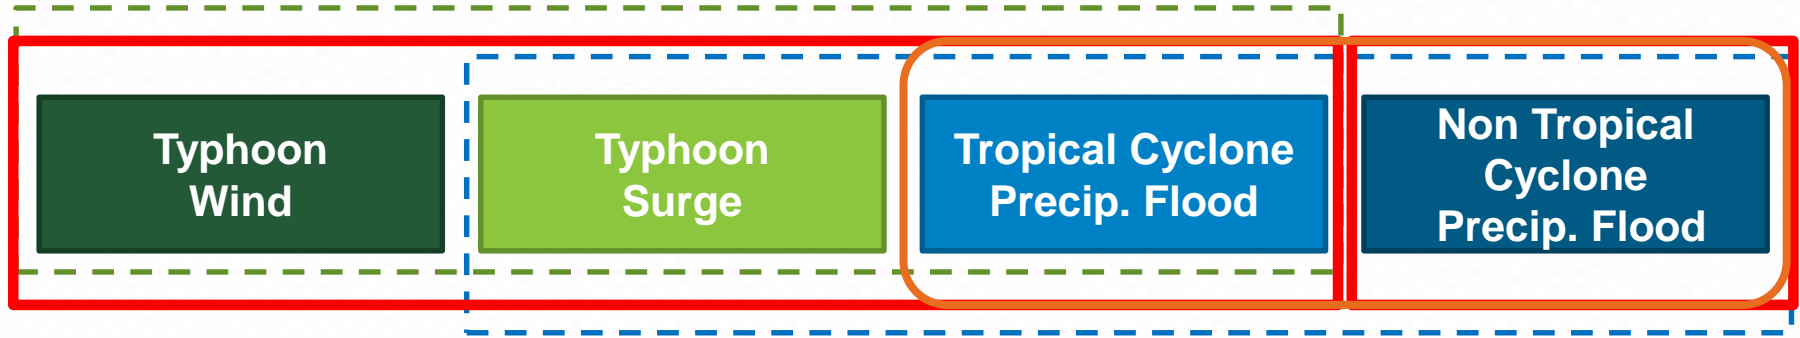 Typhoon
Wind
Typhoon
Surge
Tropical Cyclone
Precip. Flood
Non Tropical
Cyclone
Precip. Flood